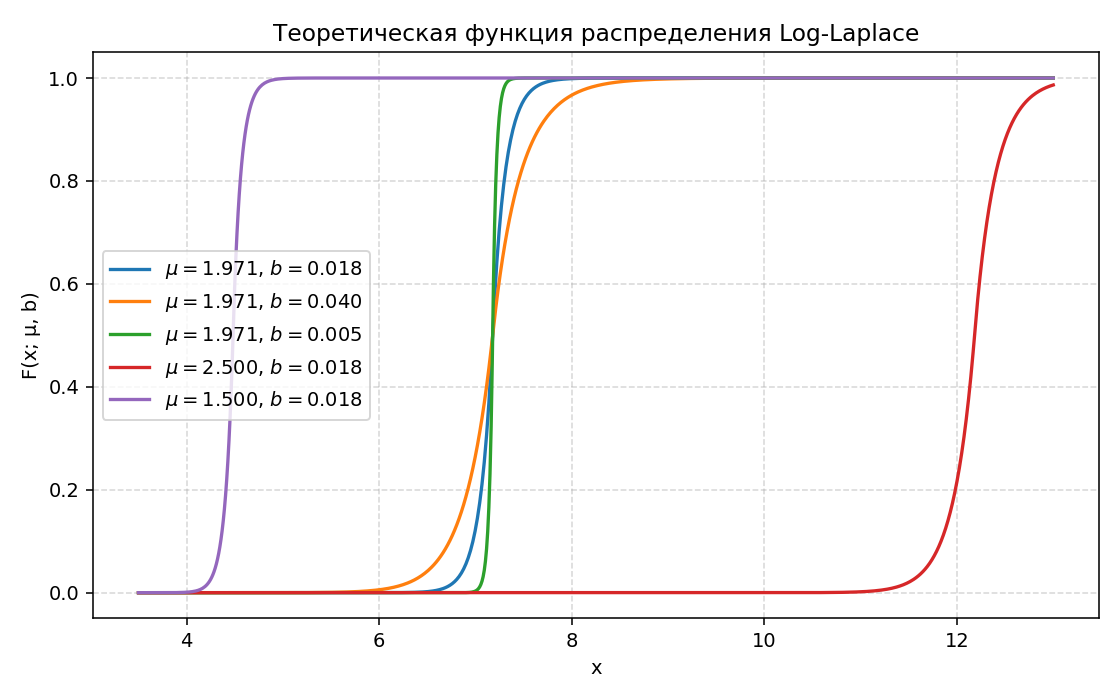 Теоретическая функция распределения Log-Laplace
F(x; μ, b)
1.0
0.8
0.6
0.4
0.2
0.0
μ = 1.971, b = 0.018
μ = 1.971, b = 0.040
μ = 1.971, b = 0.005
μ = 2.500, b = 0.018
μ = 1.500, b = 0.018
4 6 8 10 12
x